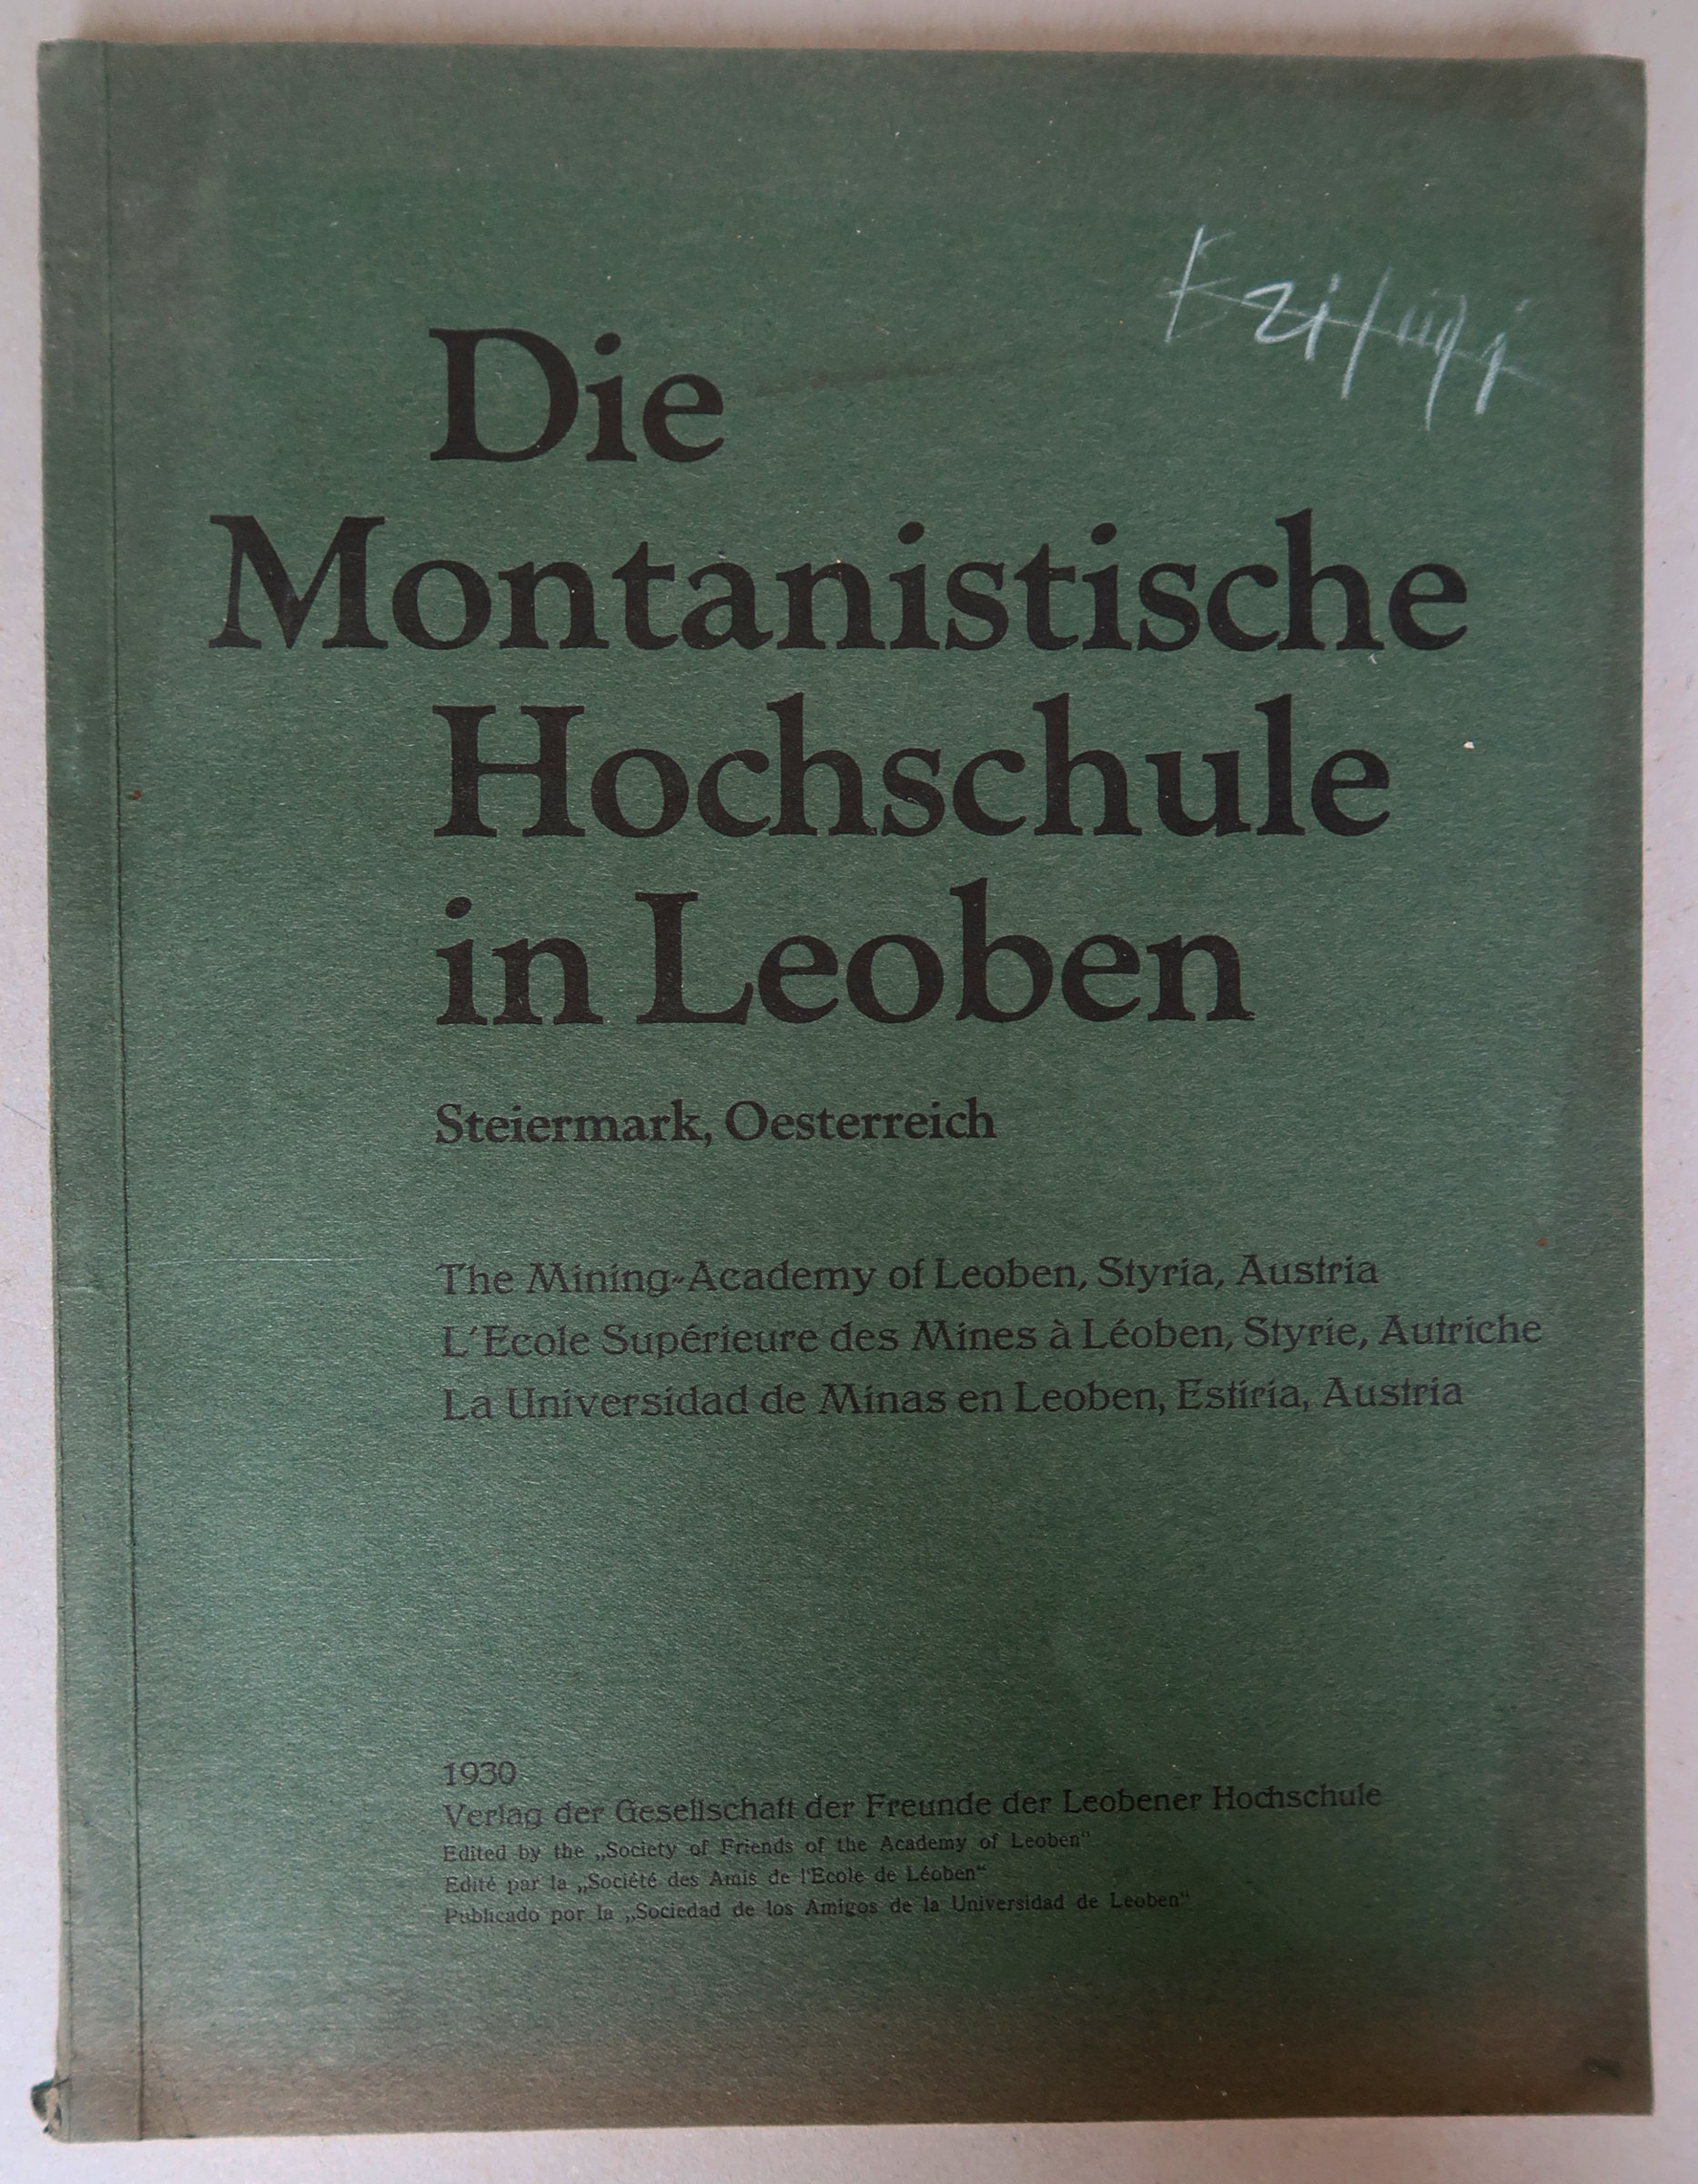 Die
Montanistische
Hochschule
in Leoben
Steiermark, Oesterreich
The Mining-Academy of Leoben, Styria, Austria
L'Ecole Supérieure des Mines à Léoben, Styrie, Autriche
La Universidad de Minas en Leoben, Estiria, Austria
1930
Verlag der Gesellschaft der Freunde der Leobener Hochschule
Edited by the „Society of Friends of the Academy of Leoben“
Edité par la „Société des Amis de l'Ecole de Léoben“
Publicado por la „Sociedad de los Amigos de la Universidad de Leoben“